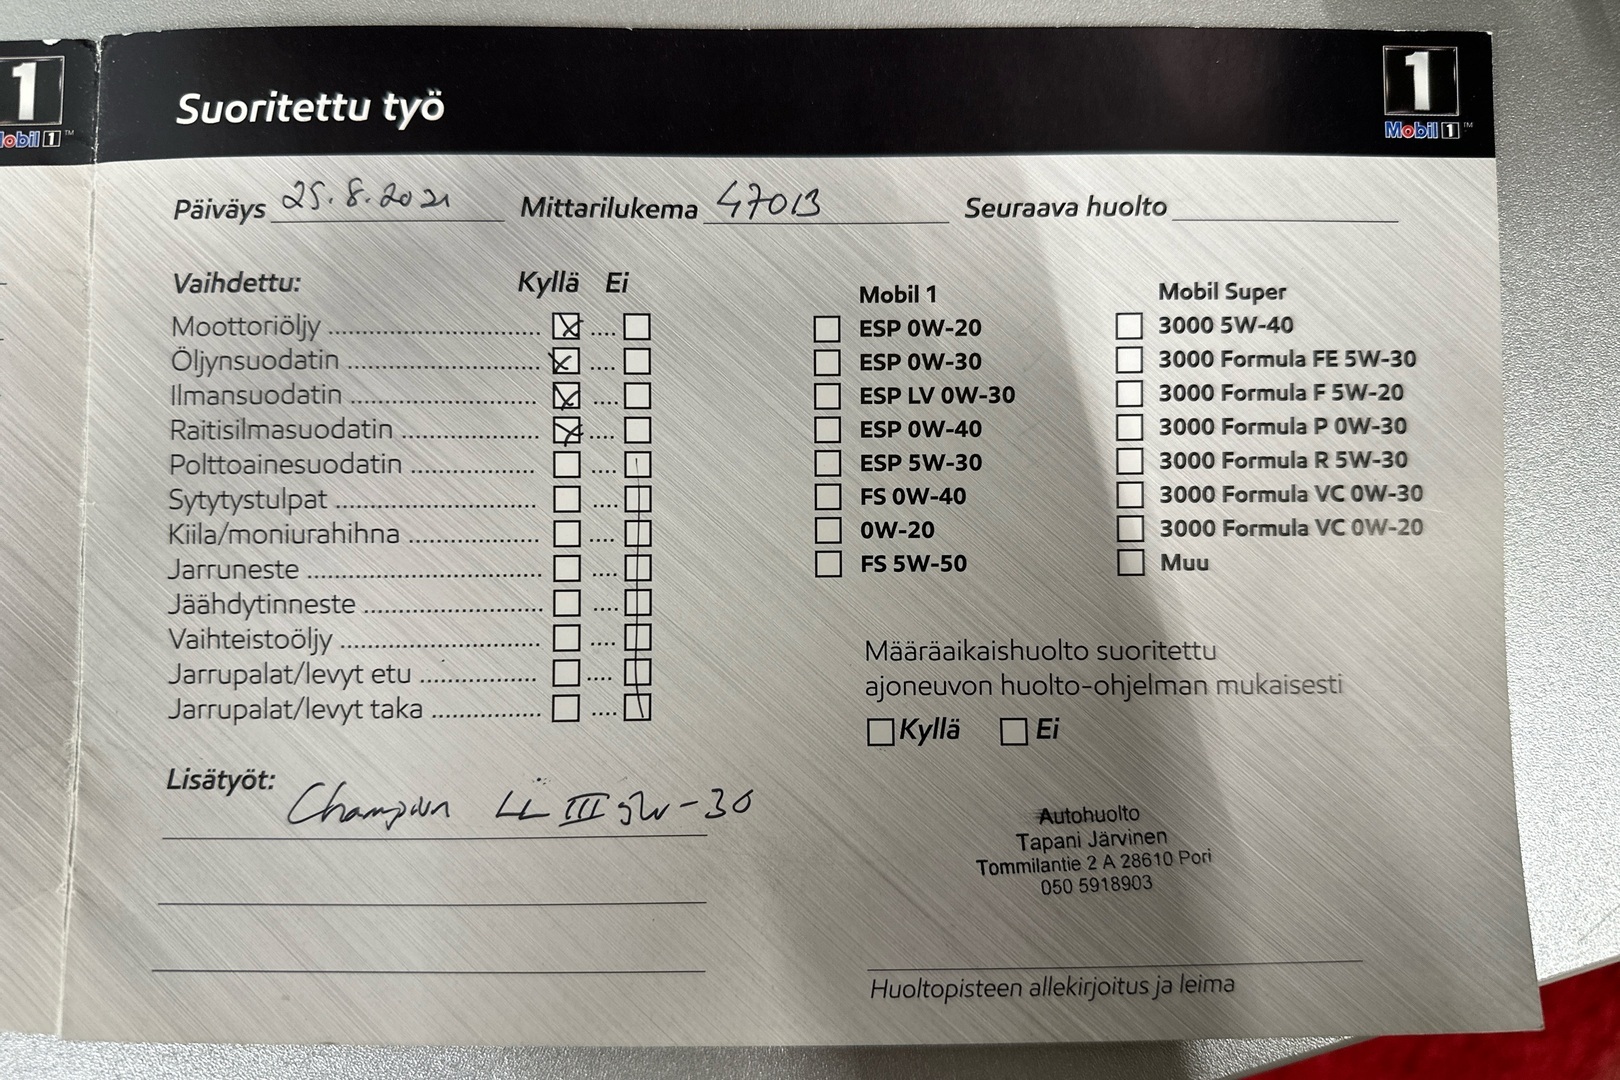 1
Mobil 1™
Suoritettu työ
1
Mobil 1™
Päiväys 25.8.2021 Mittarilukema 47013 Seuraava huolto
Vaihdettu: Kyllä Ei
Moottoriöljy
Öljynsuodatin
Ilmansuodatin
Raitisilmasuodatin
Polttoainesuodatin
Sytytystulpat
Kiila/moniurahihna
Jarruneste
Jäähdytinneste
Vaihteistoöljy
Jarrupalat/levyt etu
Jarrupalat/levyt taka
Mobil 1
ESP 0W-20
ESP 0W-30
ESP LV 0W-30
ESP 0W-40
ESP 5W-30
FS 0W-40
0W-20
FS 5W-50
Mobil Super
3000 5W-40
3000 Formula FE 5W-30
3000 Formula F 5W-20
3000 Formula P 0W-30
3000 Formula R 5W-30
3000 Formula VC 0W-30
3000 Formula VC 0W-20
Muu
Määräaikaishuolto suoritettu
ajoneuvon huolto-ohjelman mukaisesti
Kyllä Ei
Lisätyöt: Champion LL III 5W-30
Autohuolto
Tapani Järvinen
Tommilantie 2 A 28610 Pori
050 5918903
Huoltopisteen allekirjoitus ja leima